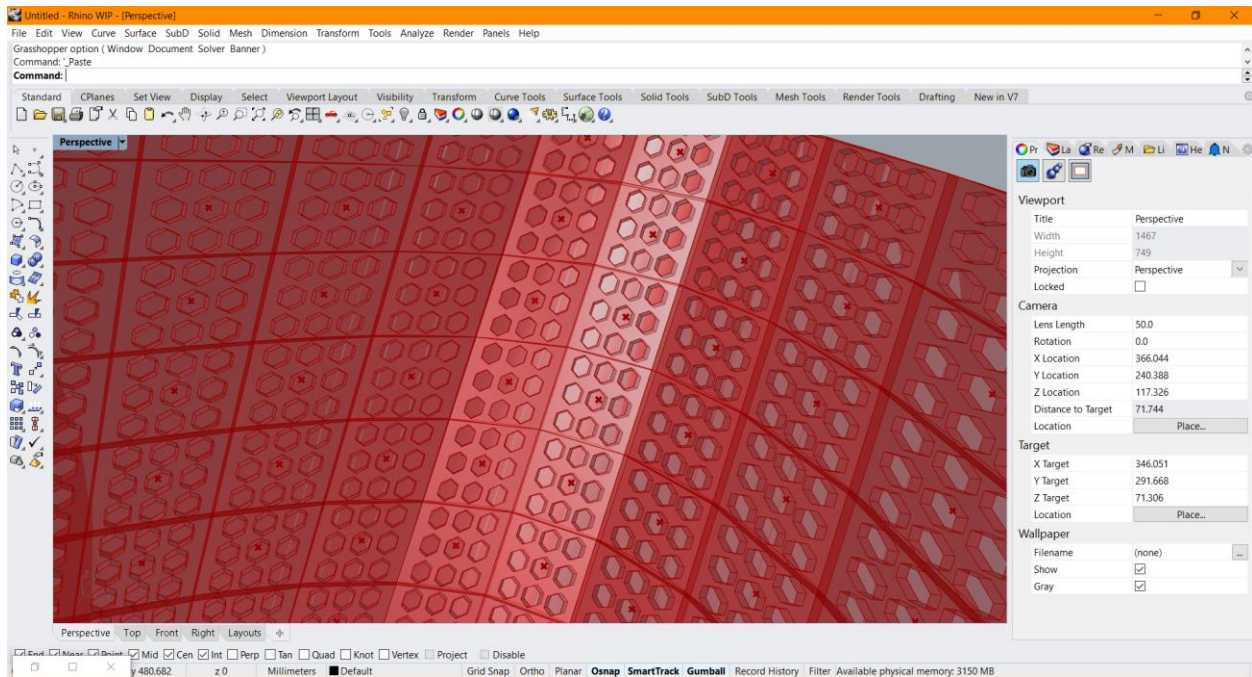 Untitled - Rhino WIP - [Perspective]
File Edit View Curve Surface SubD Solid Mesh Dimension Transform Tools Analyze Render Panels Help
Grasshopper option ( Window Document Solver Banner )
Command: '_Paste
Command:
Standard CPlanes Set View Display Select Viewport Layout Visibility Transform Curve Tools Surface Tools Solid Tools SubD Tools Mesh Tools Render Tools Drafting New in V7
Perspective
Pr La Re M Li He N
Viewport
Title Perspective
Width 1467
Height 749
Projection Perspective
Locked
Camera
Lens Length 50.0
Rotation 0.0
X Location 366.044
Y Location 240.388
Z Location 117.326
Distance to Target 71.744
Location Place...
Target
X Target 346.051
Y Target 291.668
Z Target 71.306
Location Place...
Wallpaper
Filename (none) ...
Show
Gray
Perspective Top Front Right Layouts
End Near Point Mid Cen Int Perp Tan Quad Knot Vertex Project Disable
y 480.682 z 0 Millimeters Default Grid Snap Ortho Planar Osnap SmartTrack Gumball Record History Filter Available physical memory: 3150 MB